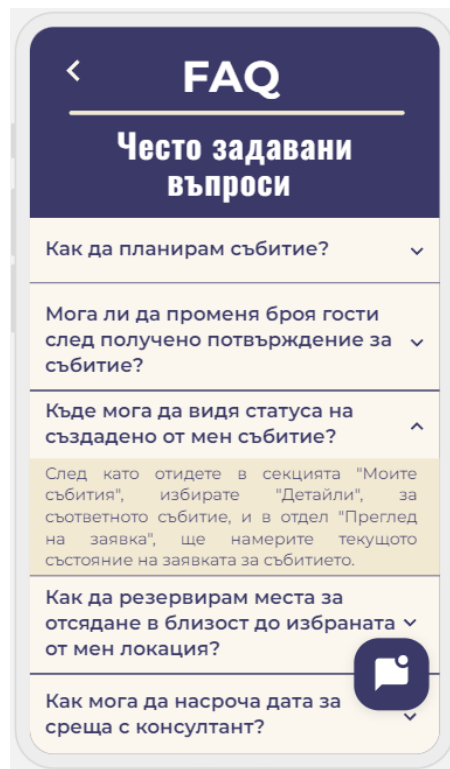 FAQ
Често задавани
въпроси
Как да планирам събитие?
Мога ли да променя броя гости
след получено потвърждение за
събитие?
Къде мога да видя статуса на
създадено от мен събитие?
След като отидете в секцията "Моите
събития", избирате "Детайли", за
съответното събитие, и в отдел "Преглед
на заявка", ще намерите текущото
състояние на заявката за събитието.
Как да резервирам места за
отсядане в близост до избраната
от мен локация?
Как мога да насроча дата за
среща с консултант?